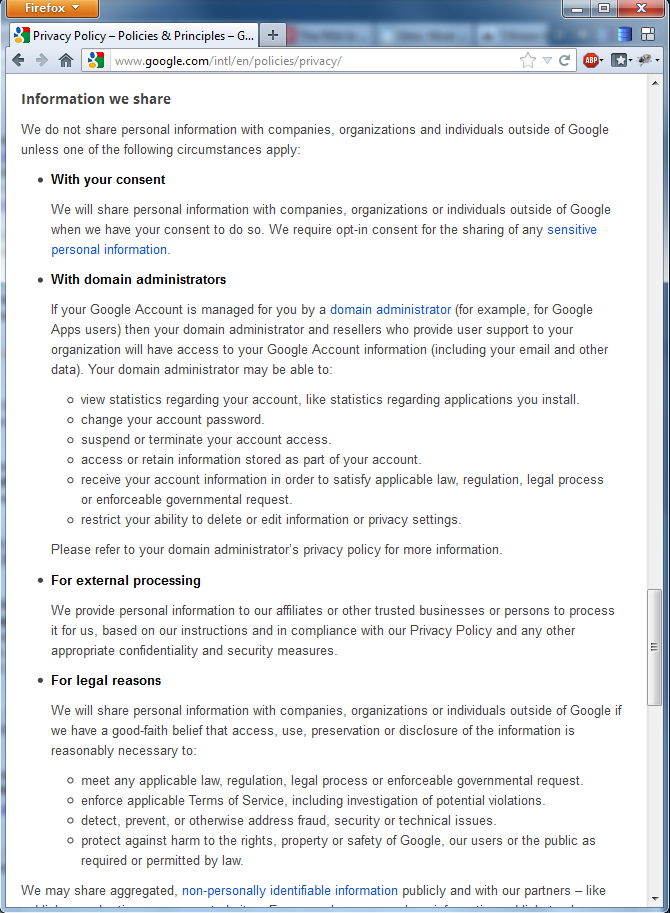 Firefox
Privacy Policy – Policies & Principles – G...
www.google.com/intl/en/policies/privacy/
ABP
Information we share
We do not share personal information with companies, organizations and individuals outside of Google
unless one of the following circumstances apply:
• With your consent
We will share personal information with companies, organizations or individuals outside of Google
when we have your consent to do so. We require opt-in consent for the sharing of any sensitive
personal information.
• With domain administrators
If your Google Account is managed for you by a domain administrator (for example, for Google
Apps users) then your domain administrator and resellers who provide user support to your
organization will have access to your Google Account information (including your email and other
data). Your domain administrator may be able to:
◦ view statistics regarding your account, like statistics regarding applications you install.
◦ change your account password.
◦ suspend or terminate your account access.
◦ access or retain information stored as part of your account.
◦ receive your account information in order to satisfy applicable law, regulation, legal process
or enforceable governmental request.
◦ restrict your ability to delete or edit information or privacy settings.
Please refer to your domain administrator’s privacy policy for more information.
• For external processing
We provide personal information to our affiliates or other trusted businesses or persons to process
it for us, based on our instructions and in compliance with our Privacy Policy and any other
appropriate confidentiality and security measures.
• For legal reasons
We will share personal information with companies, organizations or individuals outside of Google if
we have a good-faith belief that access, use, preservation or disclosure of the information is
reasonably necessary to:
◦ meet any applicable law, regulation, legal process or enforceable governmental request.
◦ enforce applicable Terms of Service, including investigation of potential violations.
◦ detect, prevent, or otherwise address fraud, security or technical issues.
◦ protect against harm to the rights, property or safety of Google, our users or the public as
required or permitted by law.
We may share aggregated, non-personally identifiable information publicly and with our partners – like